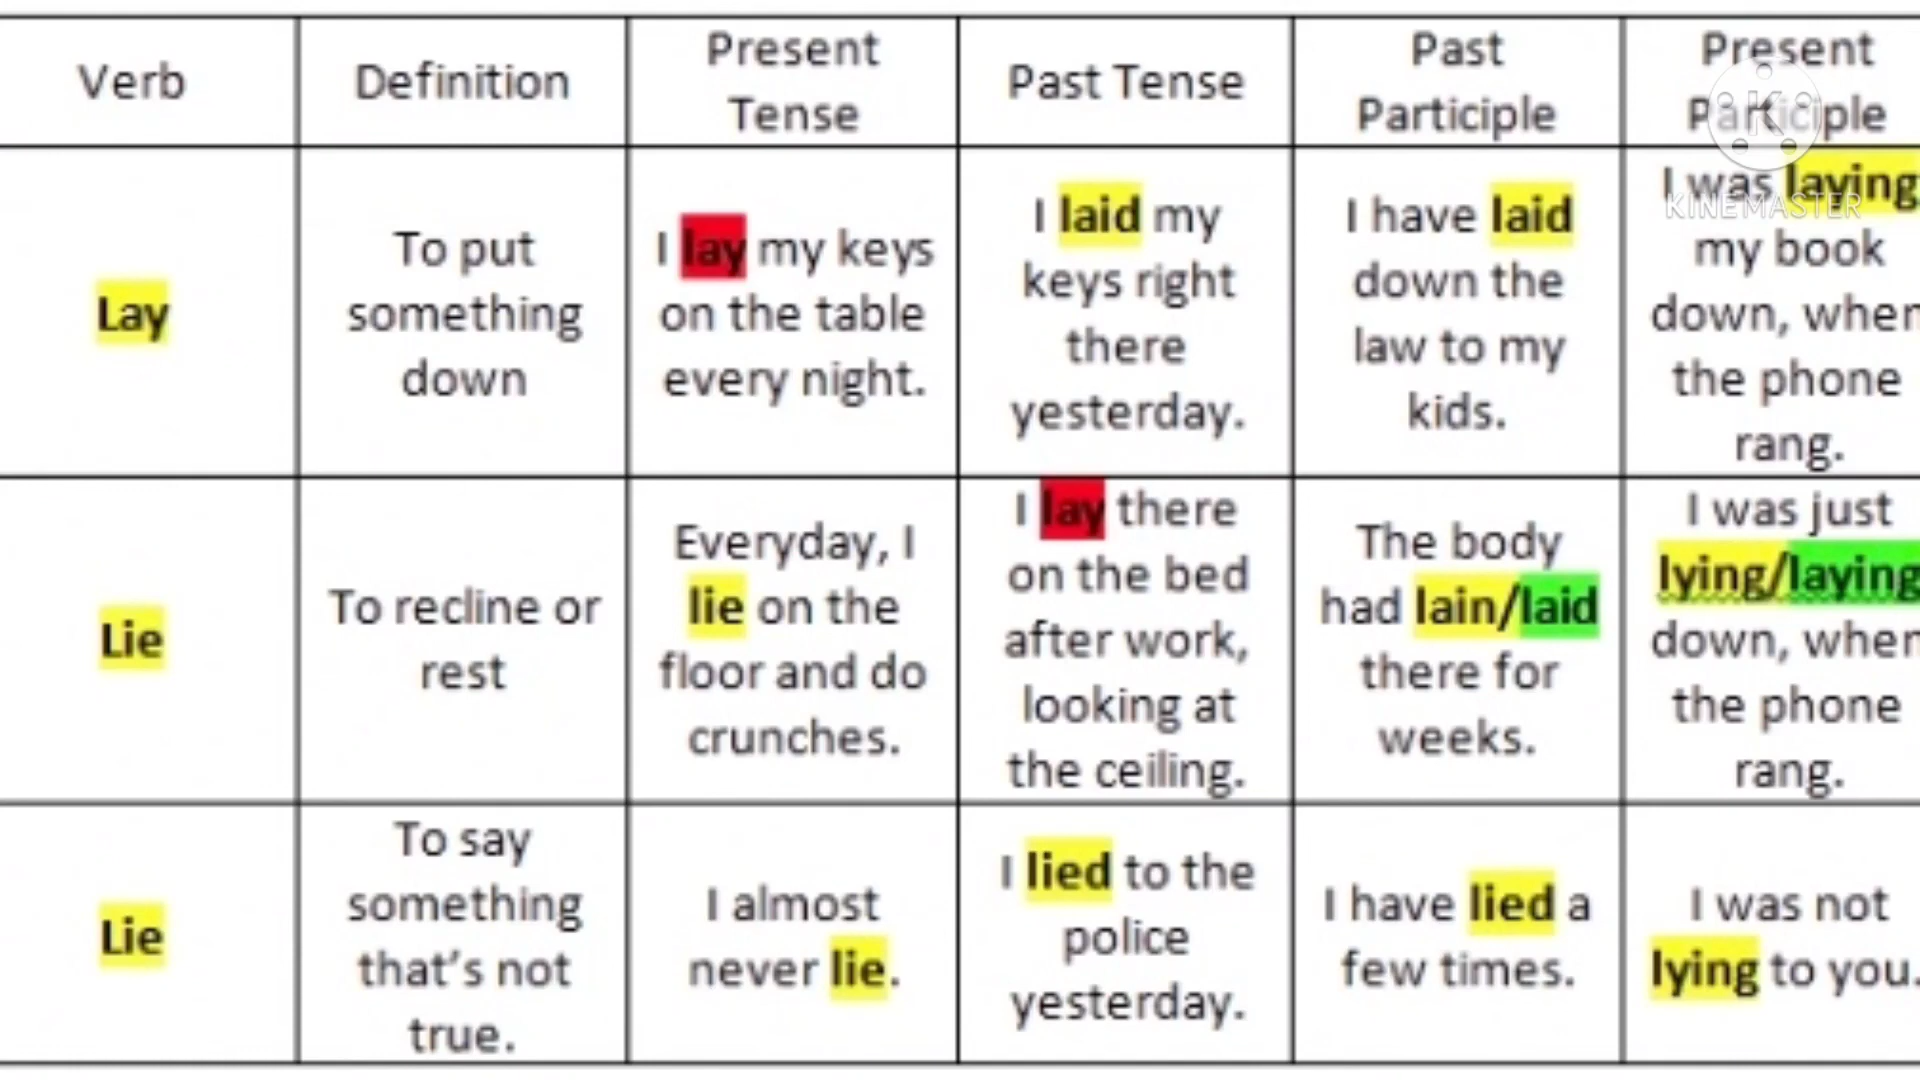 Verb
Definition
Present
Tense
Past Tense
Past
Participle
Present
Participle
Lay
To put
something
down
I lay my keys
on the table
every night.
I laid my
keys right
there
yesterday.
I have laid
down the
law to my
kids.
I was laying
my book
down, when
the phone
rang.
Lie
To recline or
rest
Everyday, I
lie on the
floor and do
crunches.
I lay there
on the bed
after work,
looking at
the ceiling.
The body
had lain/laid
there for
weeks.
I was just
lying/laying
down, when
the phone
rang.
Lie
To say
something
that's not
true.
I almost
never lie.
I lied to the
police
yesterday.
I have lied a
few times.
I was not
lying to you.
K
KINEMASTER